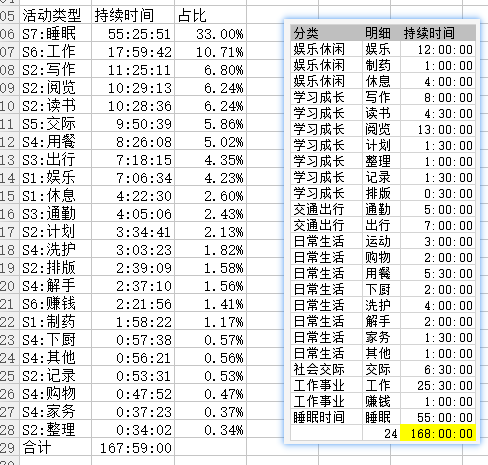 05 活动类型 持续时间 占比
06 S7:睡眠 55:25:51 33.00%
07 S6:工作 17:59:42 10.71%
08 S2:写作 11:25:11 6.80%
09 S2:阅览 10:29:13 6.24%
10 S2:读书 10:28:36 6.24%
11 S5:交际 9:50:39 5.86%
12 S4:用餐 8:26:08 5.02%
13 S3:出行 7:18:15 4.35%
14 S1:娱乐 7:06:34 4.23%
15 S1:休息 4:22:30 2.60%
16 S3:通勤 4:05:06 2.43%
17 S2:计划 3:34:41 2.13%
18 S4:洗护 3:03:23 1.82%
19 S2:排版 2:39:09 1.58%
20 S4:解手 2:37:10 1.56%
21 S6:赚钱 2:21:56 1.41%
22 S1:制药 1:58:22 1.17%
23 S4:下厨 0:57:38 0.57%
24 S4:其他 0:56:21 0.56%
25 S2:记录 0:53:31 0.53%
26 S4:购物 0:47:52 0.47%
27 S4:家务 0:37:23 0.37%
28 S2:整理 0:34:02 0.34%
29 合计 167:59:00
分类 明细 持续时间
娱乐休闲 娱乐 12:00:00
娱乐休闲 制药 1:00:00
娱乐休闲 休息 4:00:00
学习成长 写作 8:00:00
学习成长 读书 4:30:00
学习成长 阅览 13:00:00
学习成长 计划 1:30:00
学习成长 整理 1:00:00
学习成长 记录 1:30:00
学习成长 排版 0:30:00
交通出行 通勤 5:00:00
交通出行 出行 7:00:00
日常生活 运动 3:00:00
日常生活 购物 2:00:00
日常生活 用餐 5:30:00
日常生活 下厨 2:00:00
日常生活 洗护 4:00:00
日常生活 解手 2:00:00
日常生活 家务 1:30:00
日常生活 其他 1:00:00
社会交际 交际 6:30:00
工作事业 工作 25:30:00
工作事业 赚钱 1:00:00
睡眠时间 睡眠 55:00:00
24 168:00:00